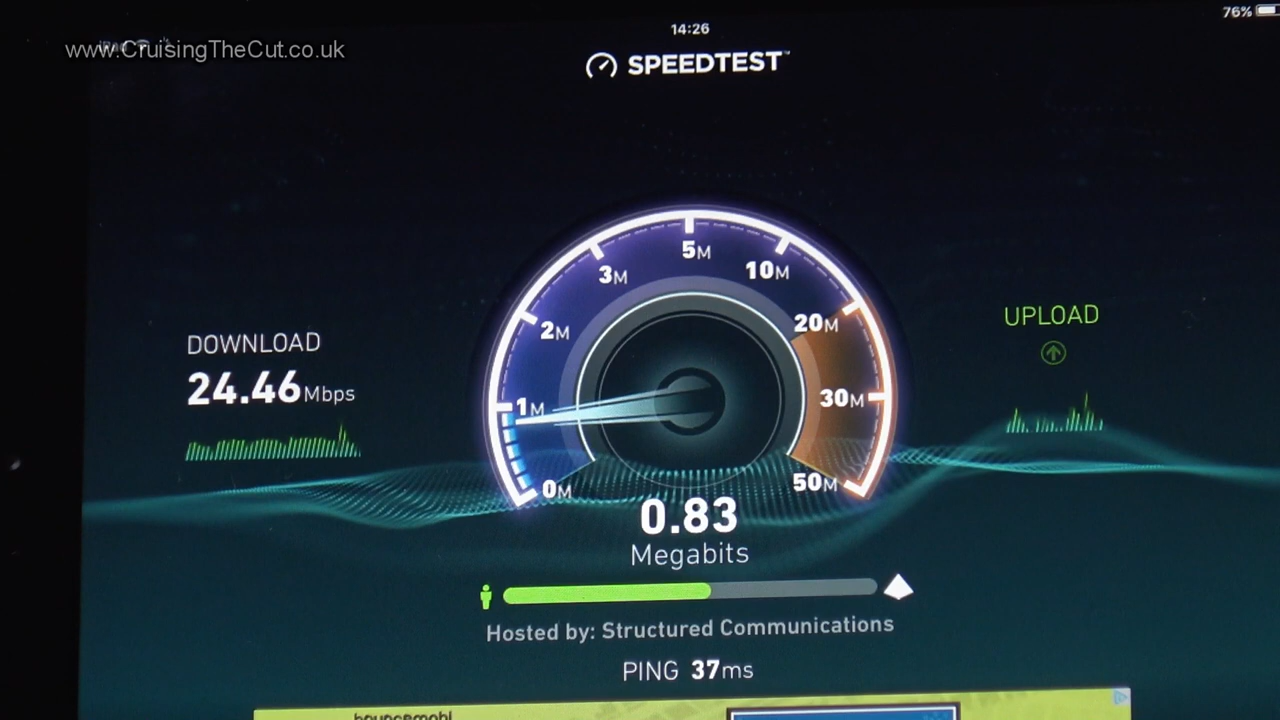 14:26
76%
www.CruisingTheCut.co.uk
SPEEDTEST™
5M
3M
10M
2M
20M
1M
30M
0M
50M
DOWNLOAD
24.46 Mbps
UPLOAD
0.83
Megabits
Hosted by: Structured Communications
PING 37ms